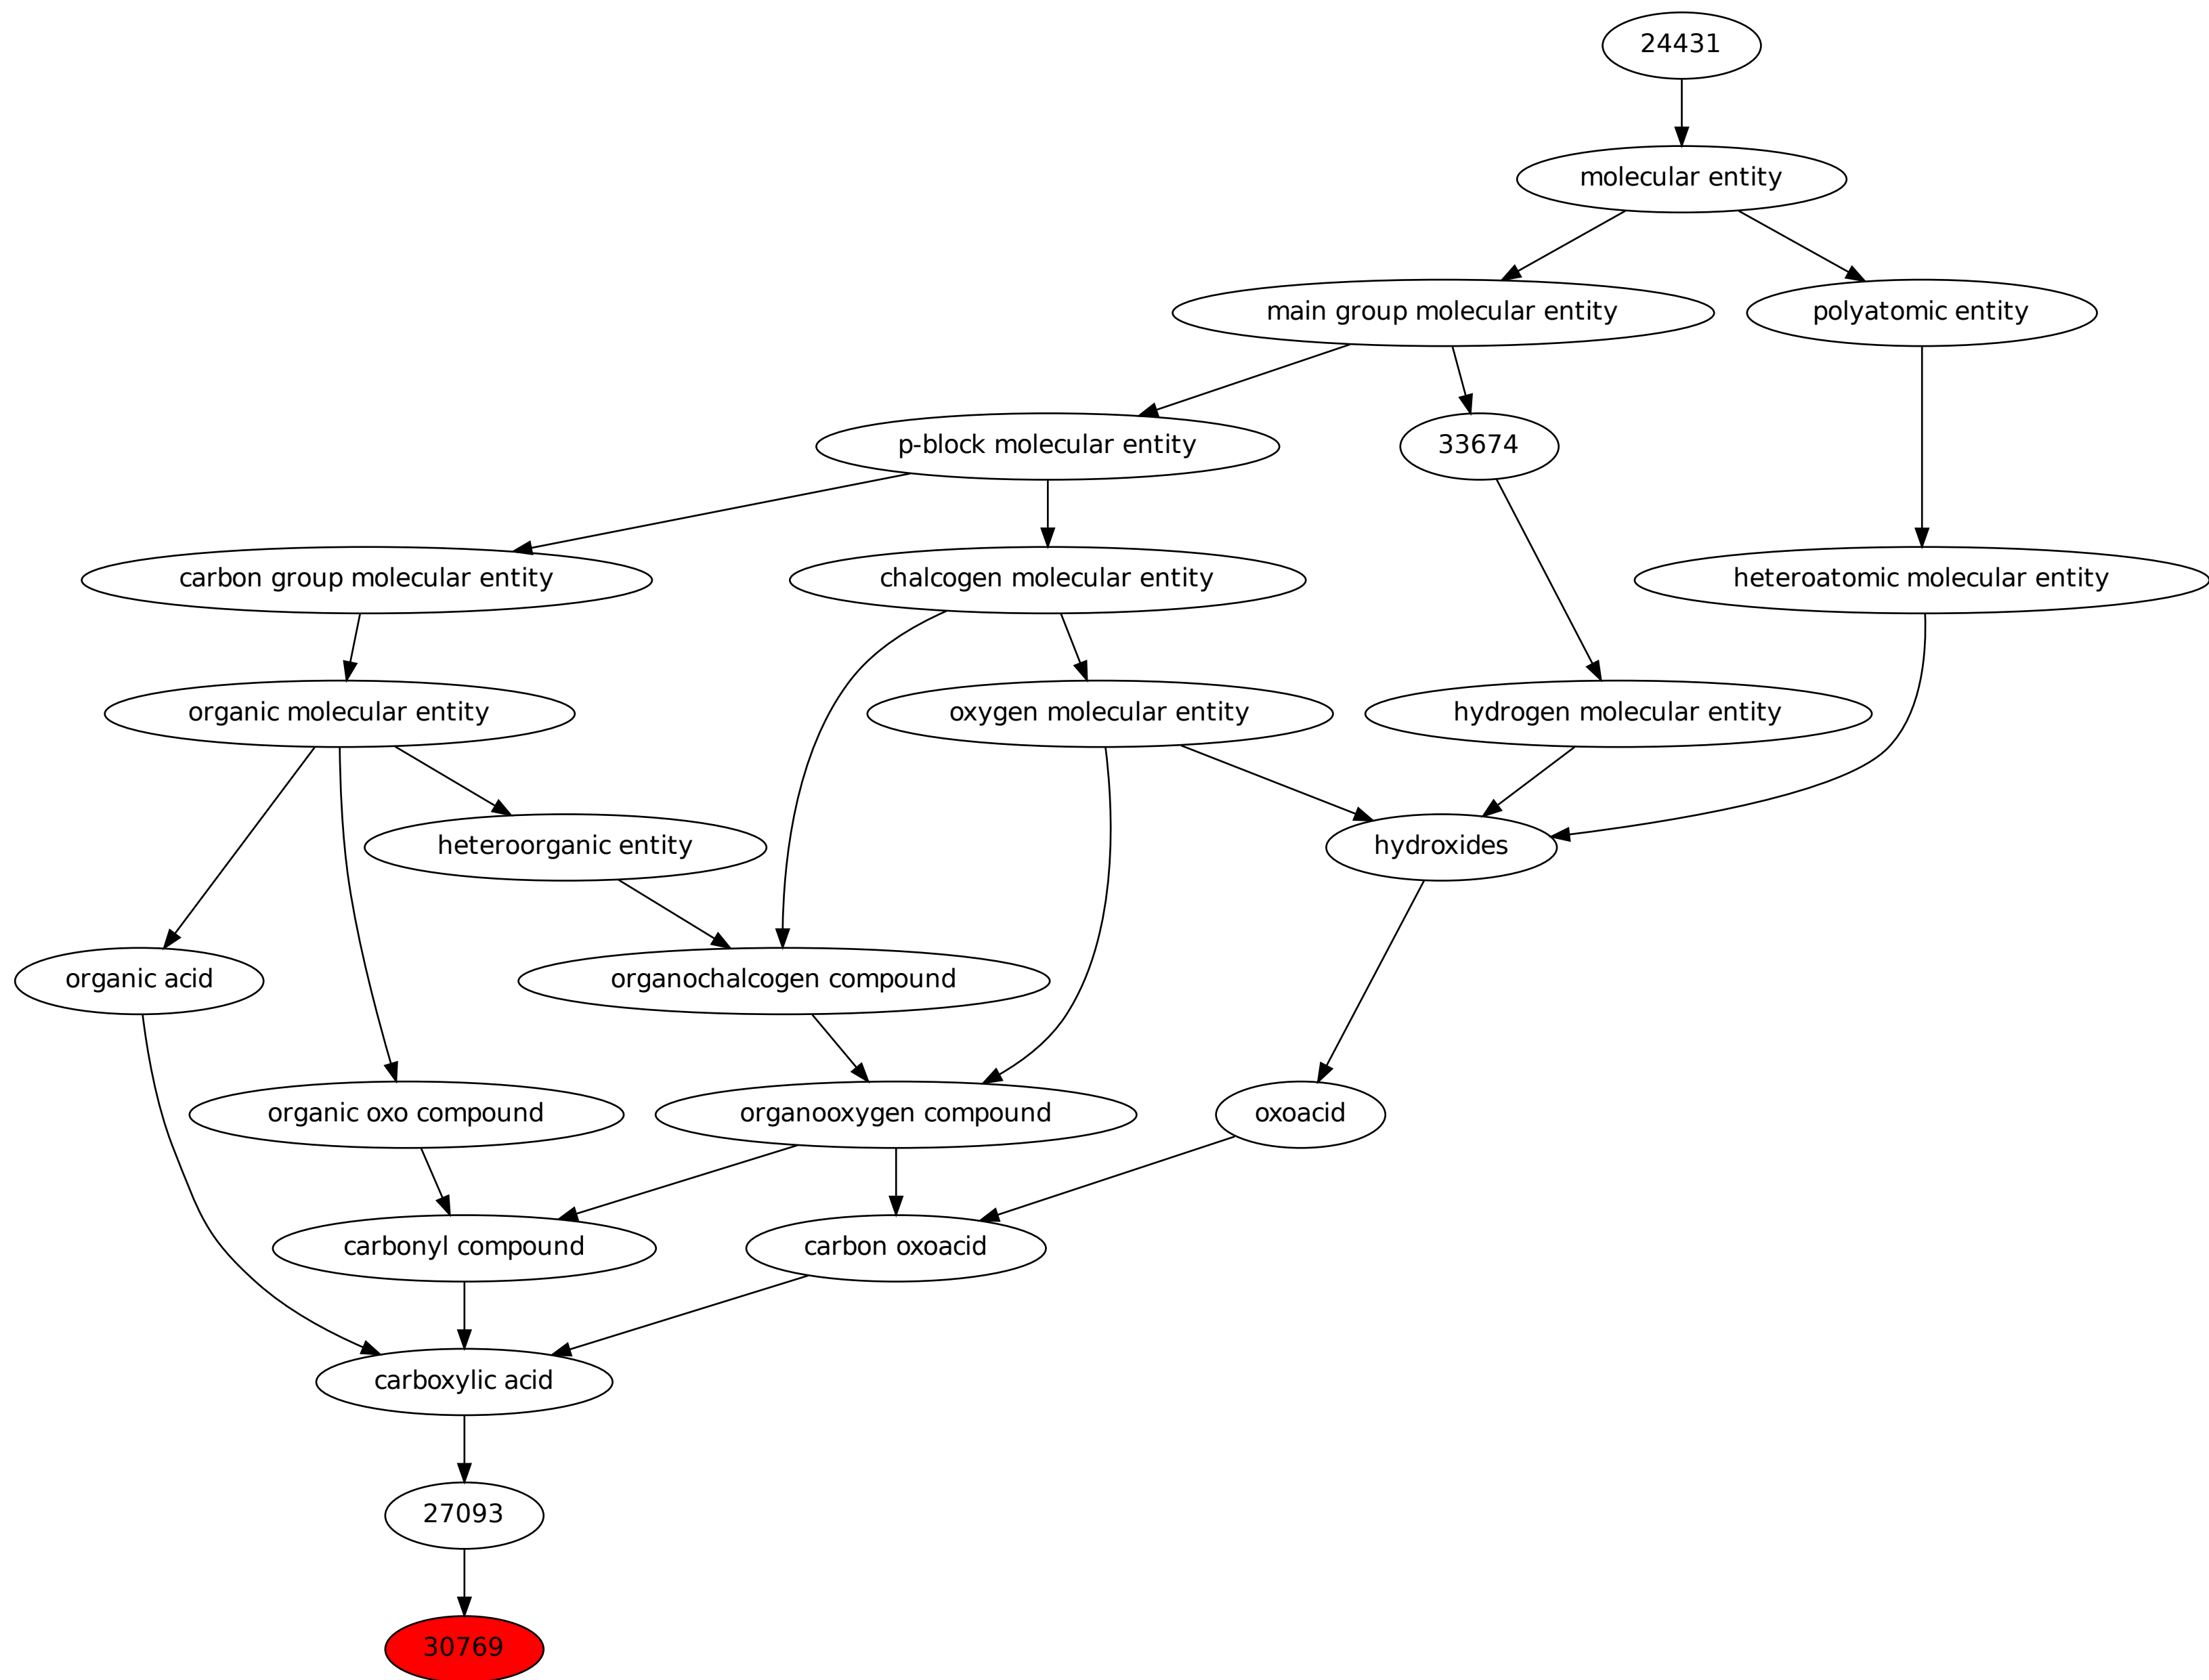 24431
molecular entity
main group molecular entity
polyatomic entity
p-block molecular entity
33674
carbon group molecular entity
chalcogen molecular entity
heteroatomic molecular entity
organic molecular entity
oxygen molecular entity
hydrogen molecular entity
heteroorganic entity
hydroxides
organic acid
organochalcogen compound
organic oxo compound
organooxygen compound
oxoacid
carbonyl compound
carbon oxoacid
carboxylic acid
27093
30769